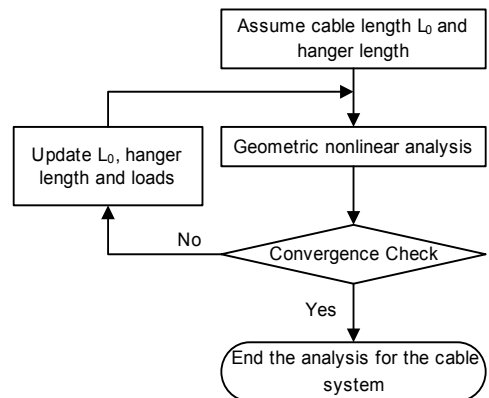 Assume cable length L₀ and
hanger length
Update L₀, hanger
length and loads
Geometric nonlinear analysis
No
Convergence Check
Yes
End the analysis for the cable
system